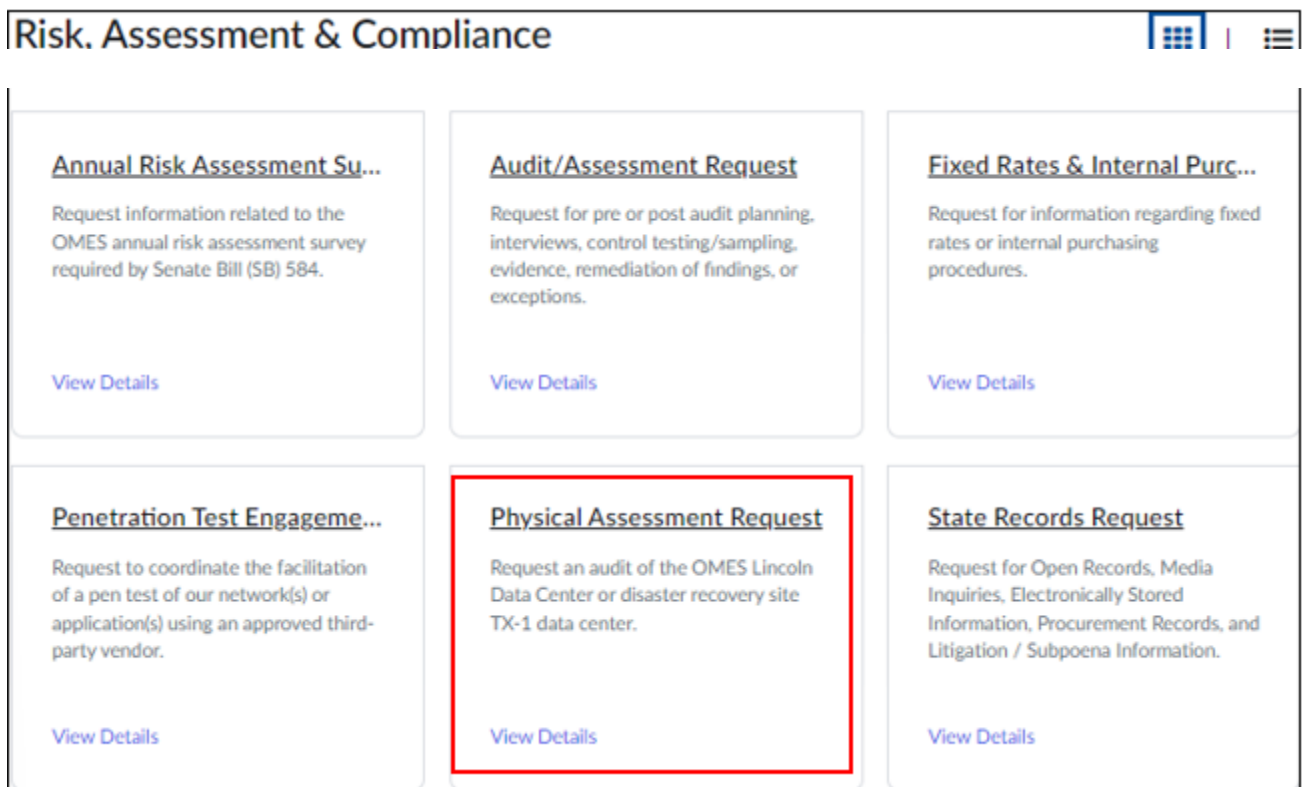 Risk, Assessment & Compliance
Annual Risk Assessment Su...
Request information related to the
OMES annual risk assessment survey
required by Senate Bill (SB) 584.
View Details
Audit/Assessment Request
Request for pre or post audit planning,
interviews, control testing/sampling,
evidence, remediation of findings, or
exceptions.
View Details
Fixed Rates & Internal Purc...
Request for information regarding fixed
rates or internal purchasing
procedures.
View Details
Penetration Test Engageme...
Request to coordinate the facilitation
of a pen test of our network(s) or
application(s) using an approved third-
party vendor.
View Details
Physical Assessment Request
Request an audit of the OMES Lincoln
Data Center or disaster recovery site
TX-1 data center.
View Details
State Records Request
Request for Open Records, Media
Inquiries, Electronically Stored
Information, Procurement Records, and
Litigation / Subpoena Information.
View Details